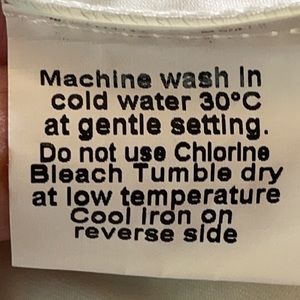 Machine wash in
cold water 30°C
at gentle setting.
Do not use Chlorine
Bleach Tumble dry
at low temperature
Cool Iron on
reverse side